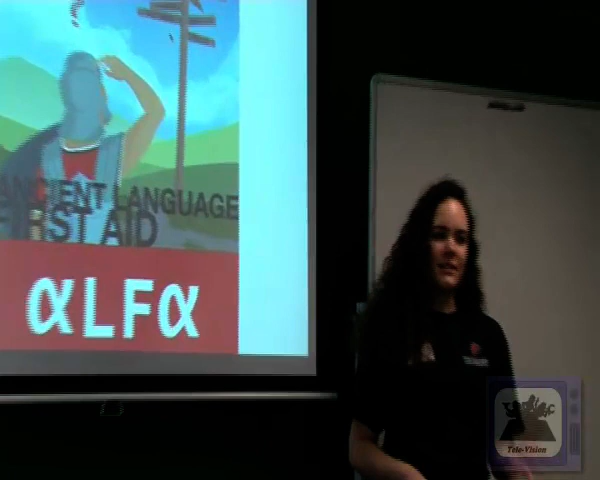 ANCIENT LANGUAGE
FIRST AID
αLFα
Tele-Vision